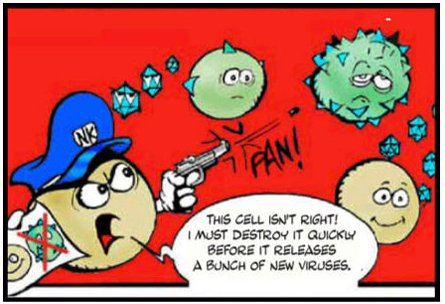 NK
PAN!
THIS CELL ISN'T RIGHT!
I MUST DESTROY IT QUICKLY
BEFORE IT RELEASES
A BUNCH OF NEW VIRUSES.